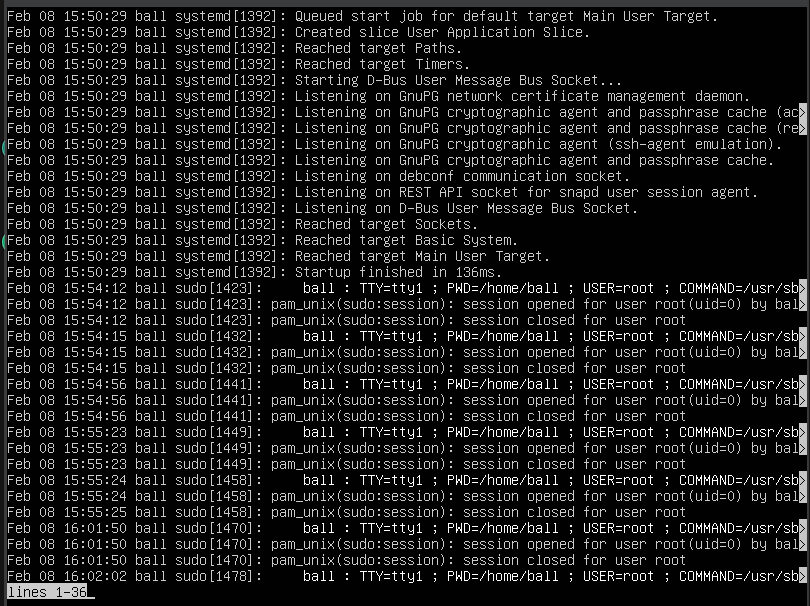 Feb 08 15:50:29 ball systemd[1392]: Queued start job for default target Main User Target.
Feb 08 15:50:29 ball systemd[1392]: Created slice User Application Slice.
Feb 08 15:50:29 ball systemd[1392]: Reached target Paths.
Feb 08 15:50:29 ball systemd[1392]: Reached target Timers.
Feb 08 15:50:29 ball systemd[1392]: Starting D-Bus User Message Bus Socket...
Feb 08 15:50:29 ball systemd[1392]: Listening on GnuPG network certificate management daemon.
Feb 08 15:50:29 ball systemd[1392]: Listening on GnuPG cryptographic agent and passphrase cache (ac>
Feb 08 15:50:29 ball systemd[1392]: Listening on GnuPG cryptographic agent and passphrase cache (re>
Feb 08 15:50:29 ball systemd[1392]: Listening on GnuPG cryptographic agent (ssh-agent emulation).
Feb 08 15:50:29 ball systemd[1392]: Listening on GnuPG cryptographic agent and passphrase cache.
Feb 08 15:50:29 ball systemd[1392]: Listening on debconf communication socket.
Feb 08 15:50:29 ball systemd[1392]: Listening on REST API socket for snapd user session agent.
Feb 08 15:50:29 ball systemd[1392]: Listening on D-Bus User Message Bus Socket.
Feb 08 15:50:29 ball systemd[1392]: Reached target Sockets.
Feb 08 15:50:29 ball systemd[1392]: Reached target Basic System.
Feb 08 15:50:29 ball systemd[1392]: Reached target Main User Target.
Feb 08 15:50:29 ball systemd[1392]: Startup finished in 136ms.
Feb 08 15:54:12 ball sudo[1423]:     ball : TTY=tty1 ; PWD=/home/ball ; USER=root ; COMMAND=/usr/sb>
Feb 08 15:54:12 ball sudo[1423]: pam_unix(sudo:session): session opened for user root(uid=0) by bal>
Feb 08 15:54:12 ball sudo[1423]: pam_unix(sudo:session): session closed for user root
Feb 08 15:54:15 ball sudo[1432]:     ball : TTY=tty1 ; PWD=/home/ball ; USER=root ; COMMAND=/usr/sb>
Feb 08 15:54:15 ball sudo[1432]: pam_unix(sudo:session): session opened for user root(uid=0) by bal>
Feb 08 15:54:15 ball sudo[1432]: pam_unix(sudo:session): session closed for user root
Feb 08 15:54:56 ball sudo[1441]:     ball : TTY=tty1 ; PWD=/home/ball ; USER=root ; COMMAND=/usr/sb>
Feb 08 15:54:56 ball sudo[1441]: pam_unix(sudo:session): session opened for user root(uid=0) by bal>
Feb 08 15:54:56 ball sudo[1441]: pam_unix(sudo:session): session closed for user root
Feb 08 15:55:23 ball sudo[1449]:     ball : TTY=tty1 ; PWD=/home/ball ; USER=root ; COMMAND=/usr/sb>
Feb 08 15:55:23 ball sudo[1449]: pam_unix(sudo:session): session opened for user root(uid=0) by bal>
Feb 08 15:55:23 ball sudo[1449]: pam_unix(sudo:session): session closed for user root
Feb 08 15:55:24 ball sudo[1458]:     ball : TTY=tty1 ; PWD=/home/ball ; USER=root ; COMMAND=/usr/sb>
Feb 08 15:55:24 ball sudo[1458]: pam_unix(sudo:session): session opened for user root(uid=0) by bal>
Feb 08 15:55:25 ball sudo[1458]: pam_unix(sudo:session): session closed for user root
Feb 08 16:01:50 ball sudo[1470]:     ball : TTY=tty1 ; PWD=/home/ball ; USER=root ; COMMAND=/usr/sb>
Feb 08 16:01:50 ball sudo[1470]: pam_unix(sudo:session): session opened for user root(uid=0) by bal>
Feb 08 16:01:50 ball sudo[1470]: pam_unix(sudo:session): session closed for user root
Feb 08 16:02:02 ball sudo[1478]:     ball : TTY=tty1 ; PWD=/home/ball ; USER=root ; COMMAND=/usr/sb>
lines 1-36